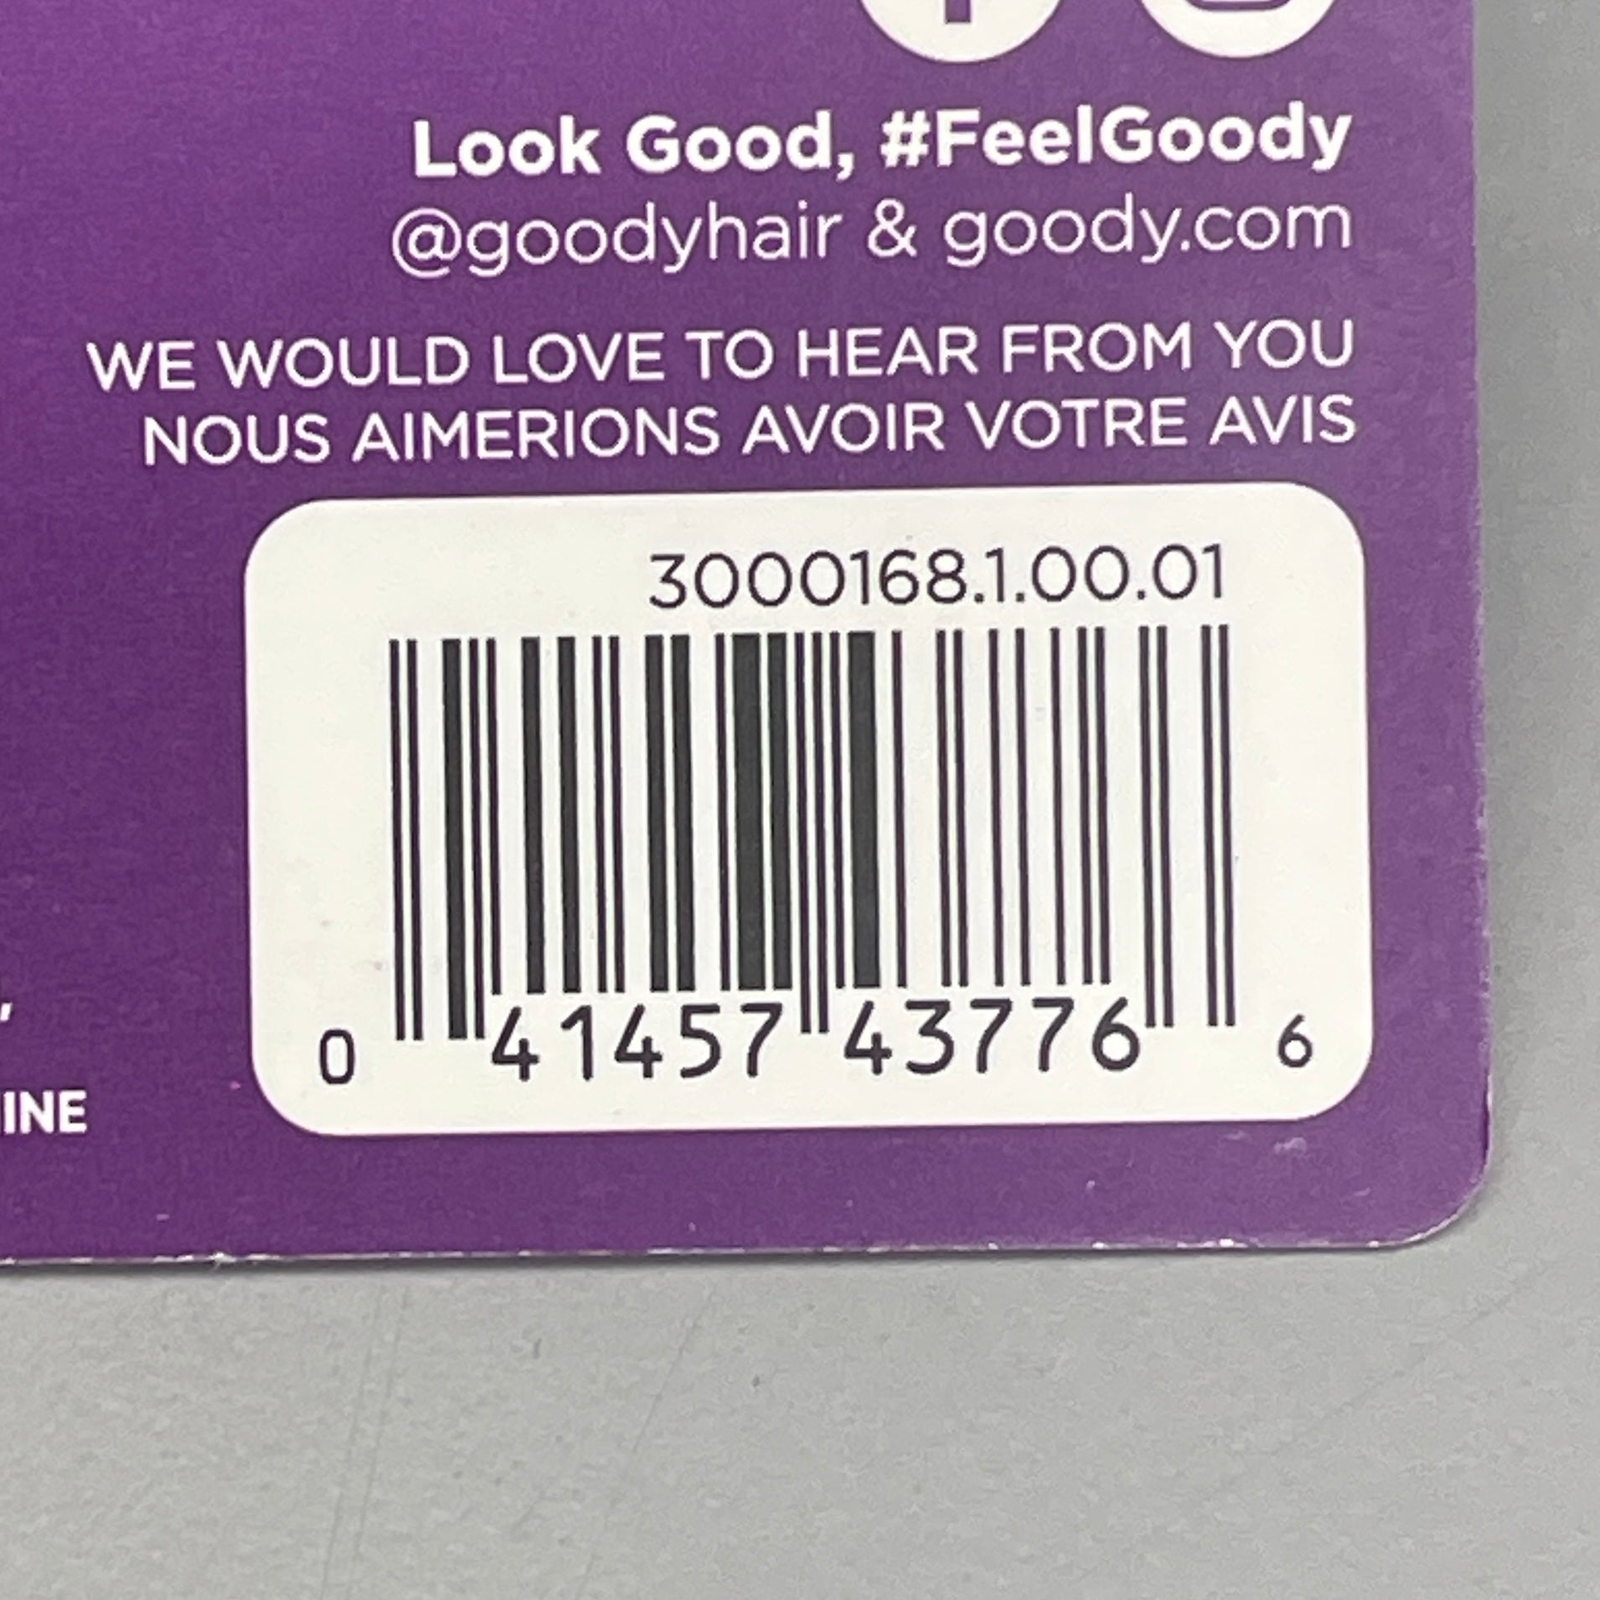 Look Good, #FeelGoody
@goodyhair & goody.com
WE WOULD LOVE TO HEAR FROM YOU
NOUS AIMERIONS AVOIR VOTRE AVIS
3000168.1.00.01
0 41457 43776 6